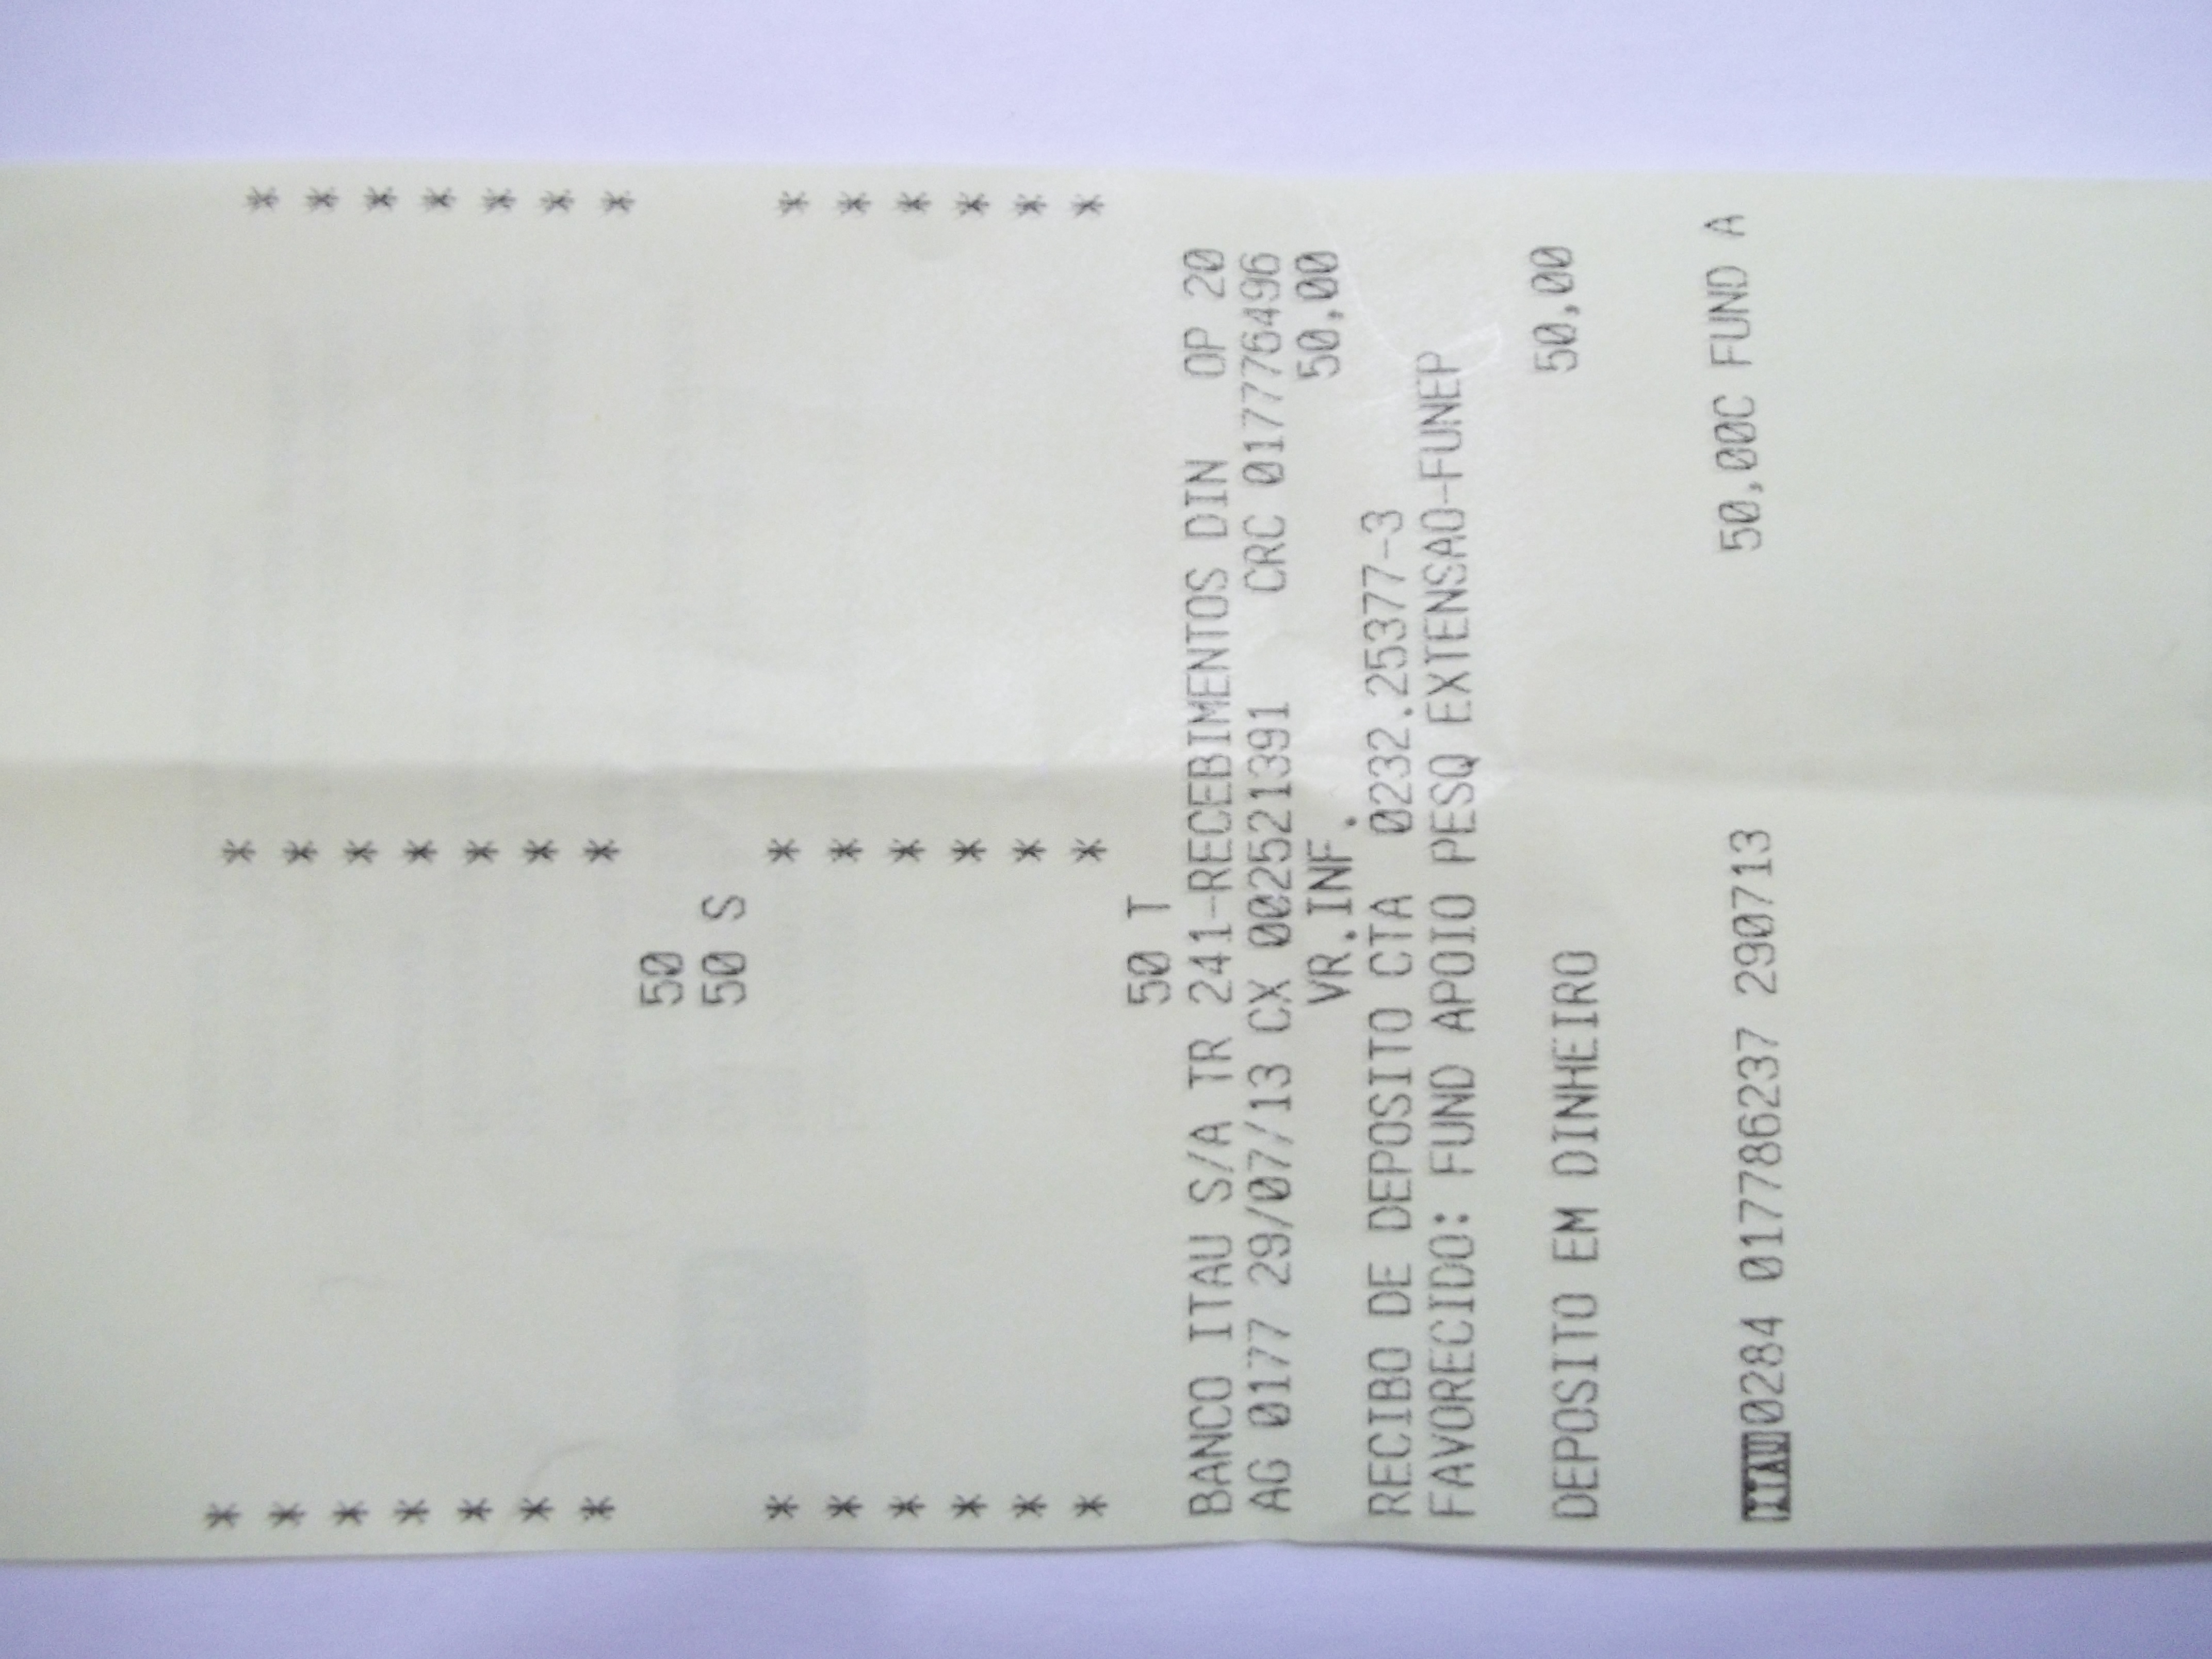 * * *
* * *
* * *
* * *
* * *
* * *
* * *
50
50 S
* * *
* * *
* * *
* * *
* * *
* * *
50 T
BANCO ITAU S/A TR 241-RECEBIMENTOS DIN OP 20
AG 0177 29/07/13 CX 002521391 CRC 0177764496
VR.INF. 50,00
RECIBO DE DEPOSITO CTA 0232.25377-3
FAVORECIDO: FUND APOIO PESQ EXTENSAO-FUNEP
DEPOSITO EM DINHEIRO 50,00
ITAU0284 017786237 290713 50,00C FUND A